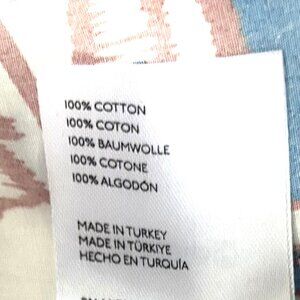 100% COTTON
100% COTON
100% BAUMWOLLE
100% COTONE
100% ALGODÓN
MADE IN TURKEY
MADE IN TÜRKIYE
HECHO EN TURQUÍA